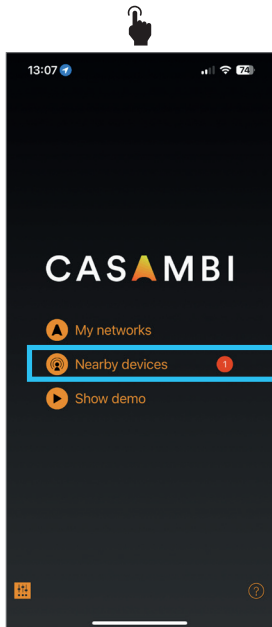 13:07
74
CASAMBI
My networks
Nearby devices 1
Show demo
?